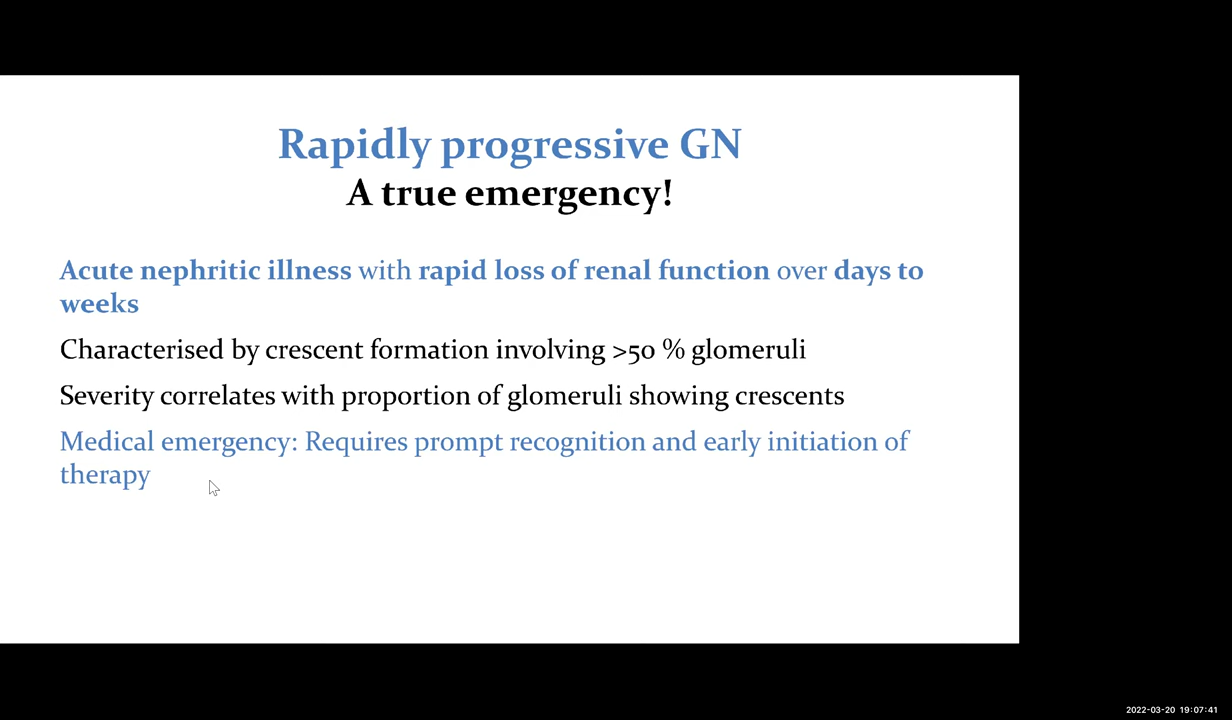 Rapidly progressive GN
A true emergency!
Acute nephritic illness with rapid loss of renal function over days to
weeks
Characterised by crescent formation involving >50 % glomeruli
Severity correlates with proportion of glomeruli showing crescents
Medical emergency: Requires prompt recognition and early initiation of
therapy
2022-03-20 19:07:41